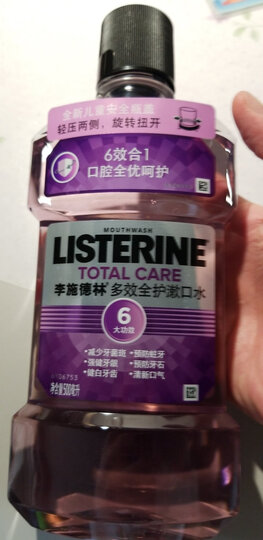 全新儿童安全瓶盖
轻压两侧，旋转扭开
6效合1
口腔全优呵护
MOUTHWASH
LISTERINE
TOTAL CARE
李施德林 多效全护漱口水
6
大功效
·减少牙菌斑 ·预防蛀牙
·强健牙龈 ·预防牙石
·健白牙齿 ·清新口气
净含量500毫升